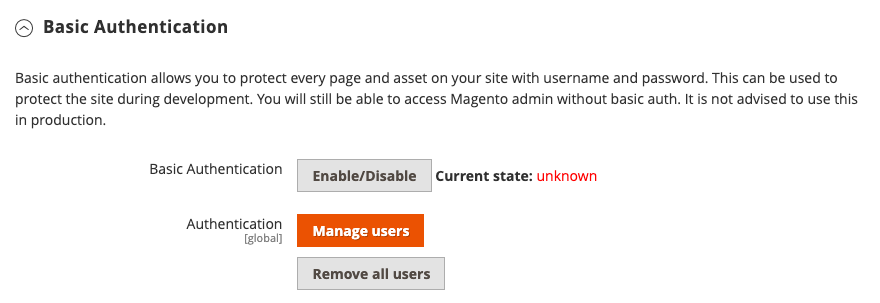 Basic Authentication
Basic authentication allows you to protect every page and asset on your site with username and password. This can be used to
protect the site during development. You will still be able to access Magento admin without basic auth. It is not advised to use this
in production.
Basic Authentication Enable/Disable Current state: unknown
Authentication Manage users
[global]
Remove all users